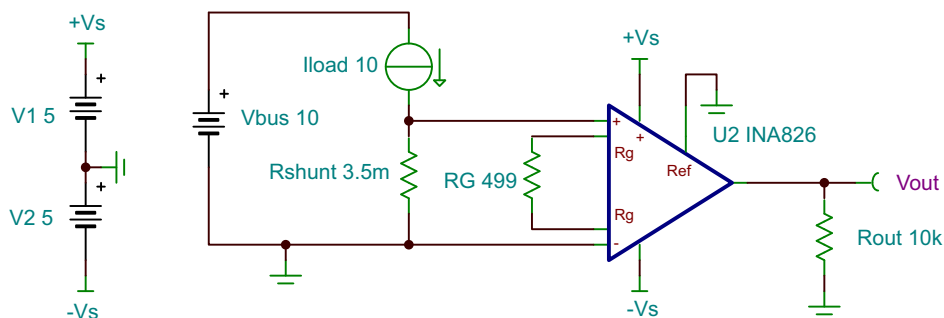 +Vs
V1 5
V2 5
-Vs
+
+
Vbus 10
+
Iload 10
Rshunt 3.5m
RG 499
+Vs
+
+
Rg
Rg
-
Ref
U2 INA826
-Vs
Vout
Rout 10k